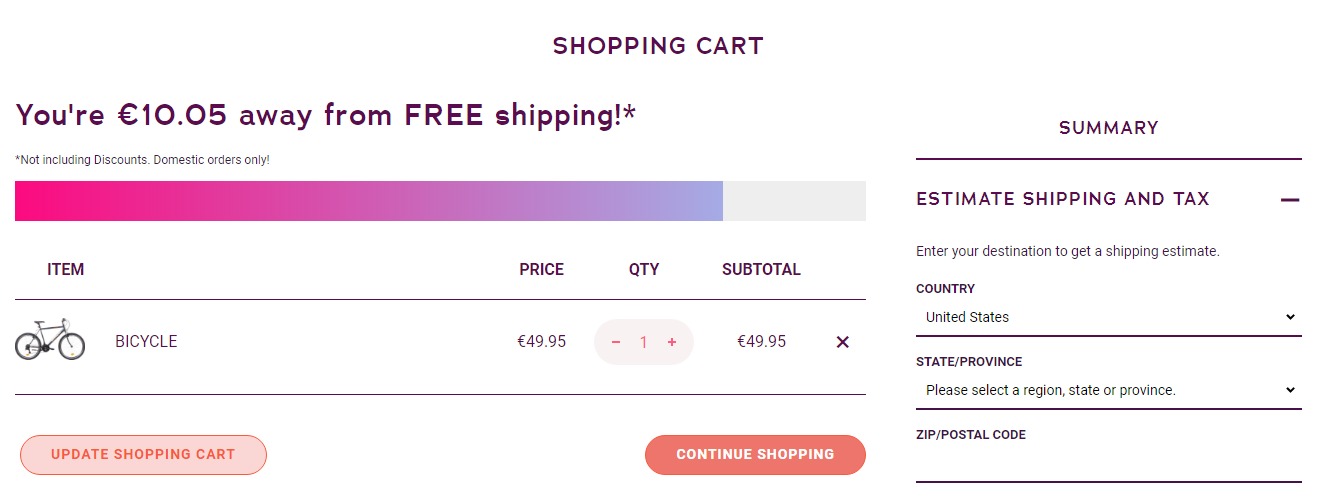 SHOPPING CART
You're €10.05 away from FREE shipping!*
*Not including Discounts. Domestic orders only!
ITEM PRICE QTY SUBTOTAL
BICYCLE €49.95 − 1 + €49.95 ×
UPDATE SHOPPING CART CONTINUE SHOPPING
SUMMARY
ESTIMATE SHIPPING AND TAX
Enter your destination to get a shipping estimate.
COUNTRY
United States
STATE/PROVINCE
Please select a region, state or province.
ZIP/POSTAL CODE